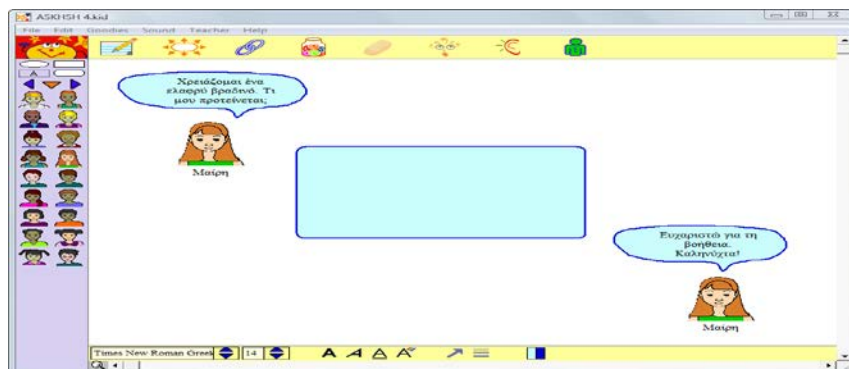 ASKHSH 4.kid
File Edit Goodies Sound Teacher Help
A
Χρειάζομαι ένα
ελαφρύ βραδινό. Τι
μου προτείνεται;
Μαίρη
Ευχαριστώ για τη
βοήθεια.
Καληνύχτα!
Μαίρη
Times New Roman Greek 14 A A A A